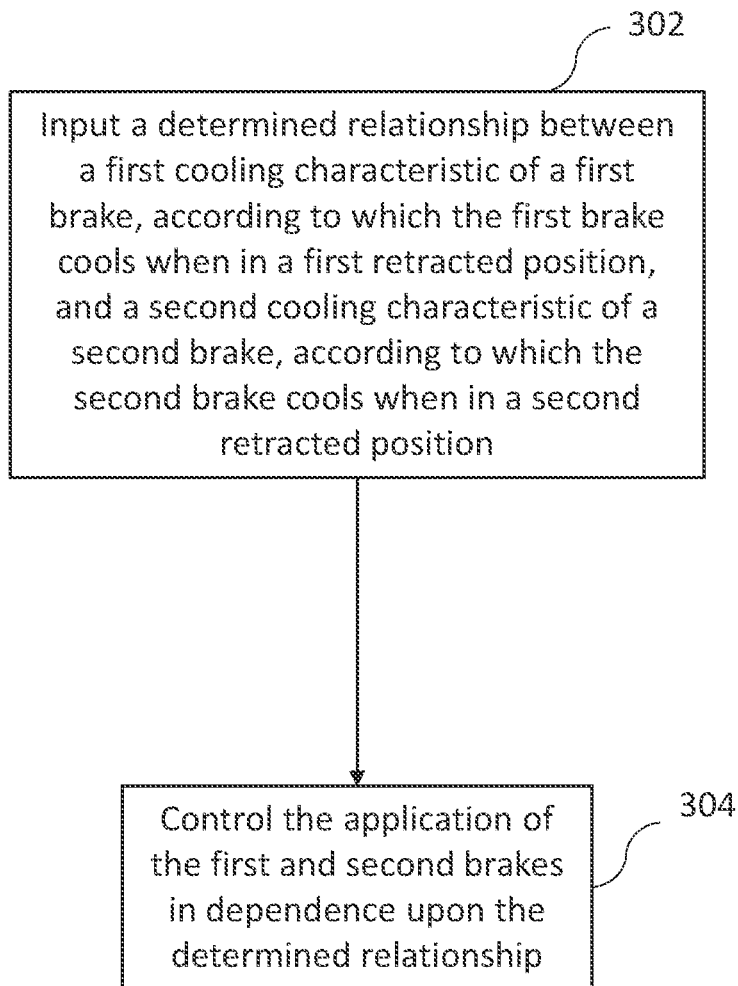 302
Input a determined relationship between
a first cooling characteristic of a first
brake, according to which the first brake
cools when in a first retracted position,
and a second cooling characteristic of a
second brake, according to which the
second brake cools when in a second
retracted position
304
Control the application of
the first and second brakes
in dependence upon the
determined relationship